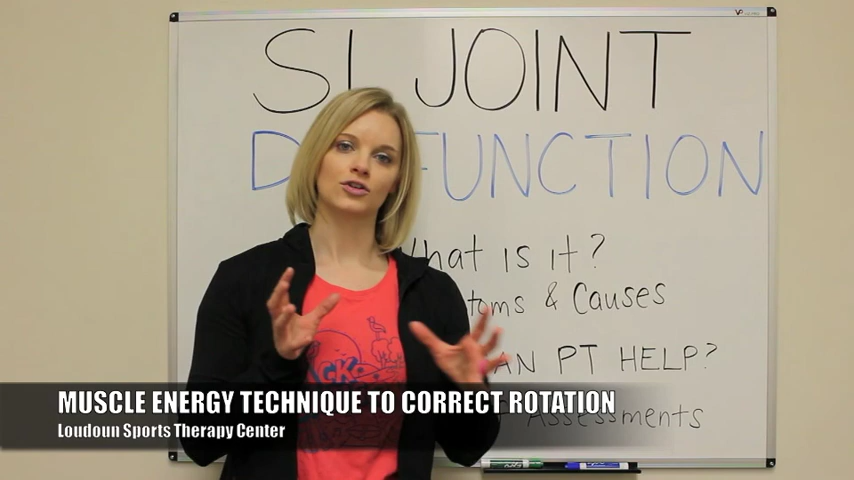 SI JOINT
D FUNCTION
What is it?
toms & Causes
AN PT HELP?
Assessments
MUSCLE ENERGY TECHNIQUE TO CORRECT ROTATION
Loudoun Sports Therapy Center